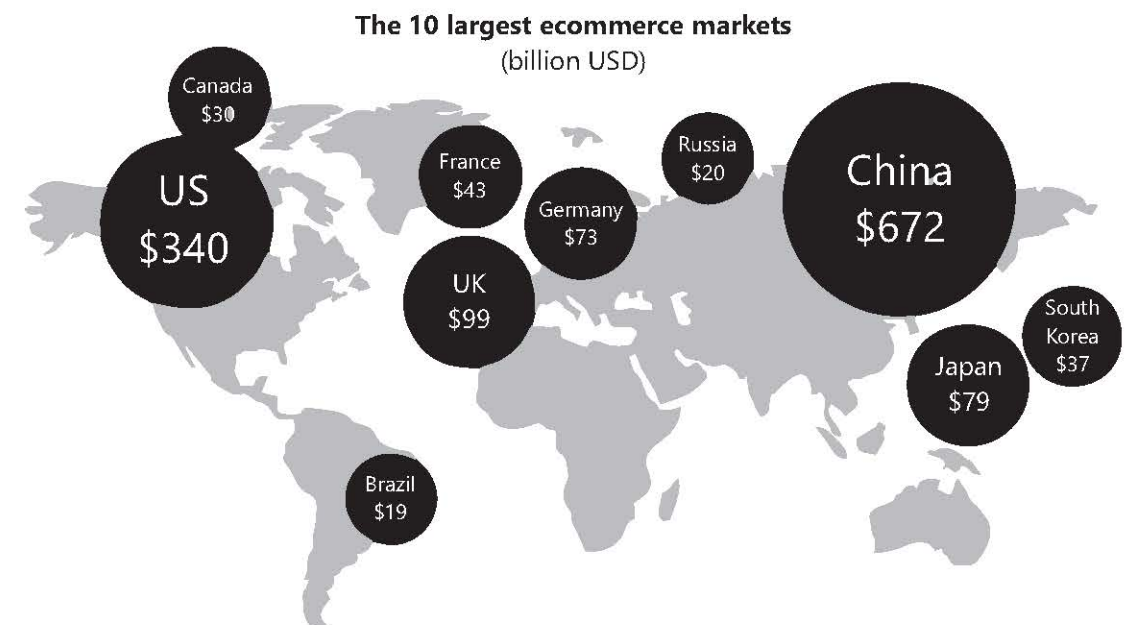 The 10 largest ecommerce markets
(billion USD)
Canada
$30
US
$340
France
$43
Germany
$73
UK
$99
Russia
$20
China
$672
South
Korea
$37
Japan
$79
Brazil
$19